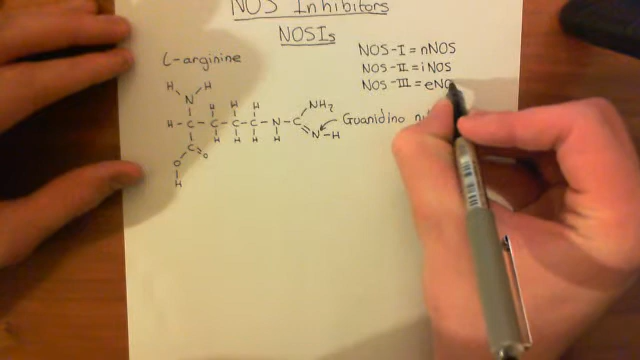 NOS Inhibitors
NOSIs
L-arginine
NOS-I = nNOS
NOS-II = iNOS
NOS-III = eNO
H H
N
H H H
H-C-C-C-C-N-C
NH2
N-H
H H H H
C
O
O
H
Guanidino